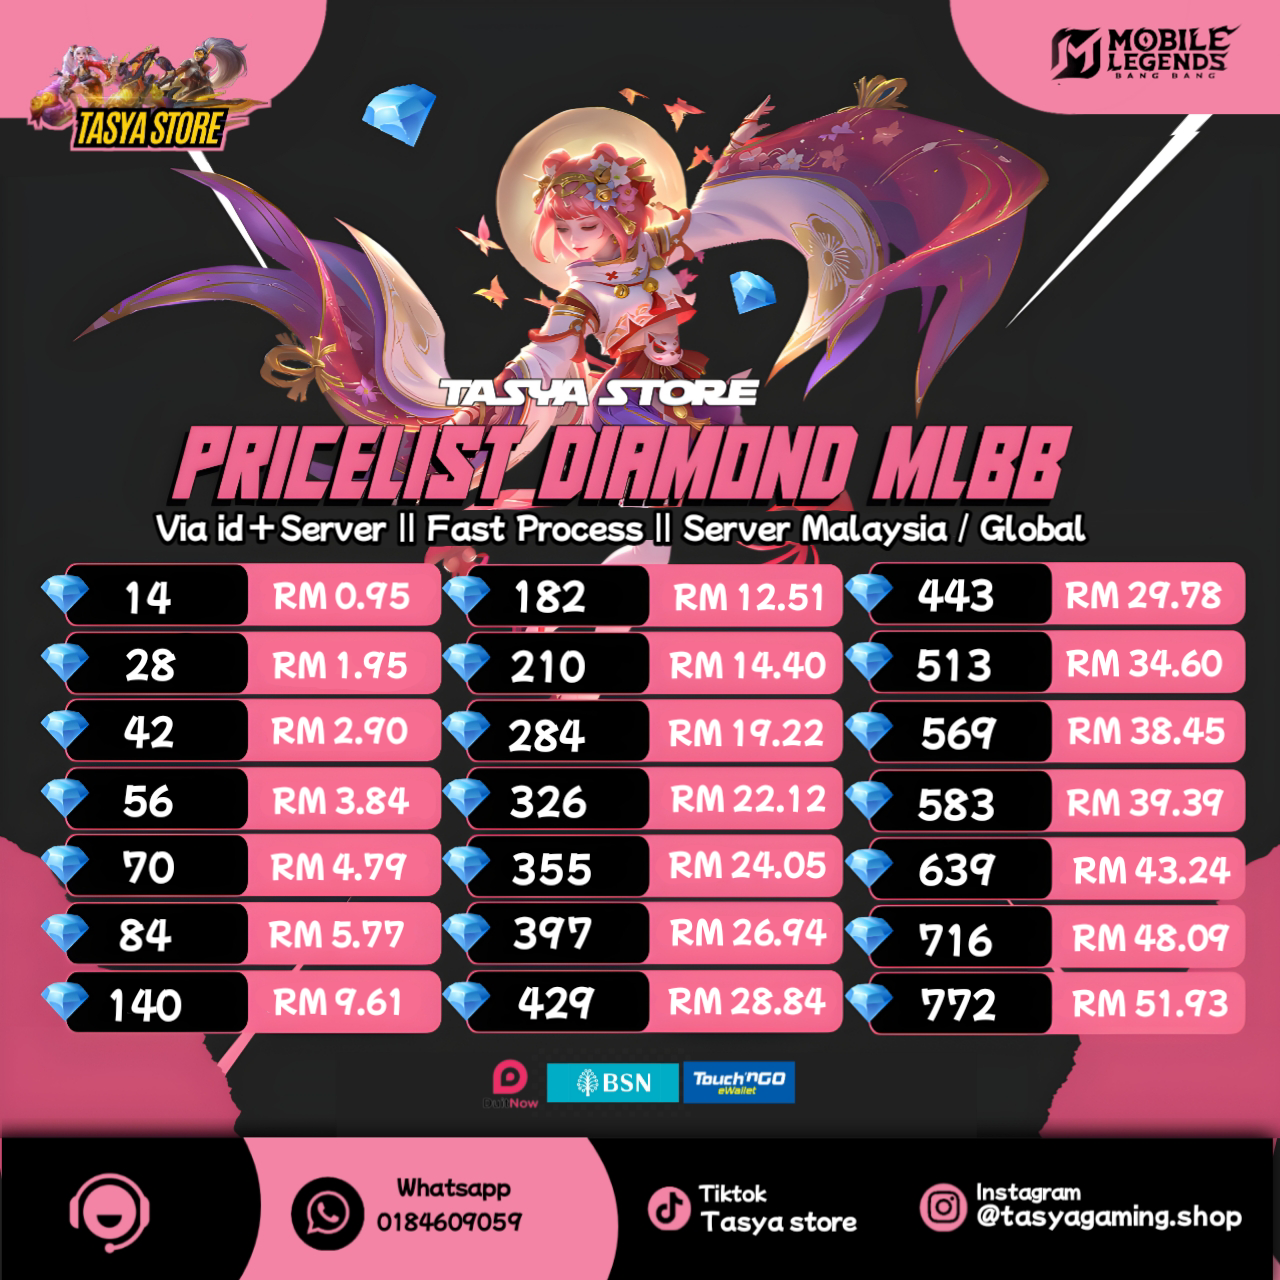 TASYA STORE
MOBILE
LEGENDS
BANG BANG
TASYA STORE
PRICELIST DIAMOND MLBB
Via id+Server || Fast Process || Server Malaysia / Global
14 RM 0.95
28 RM 1.95
42 RM 2.90
56 RM 3.84
70 RM 4.79
84 RM 5.77
140 RM 9.61
182 RM 12.51
210 RM 14.40
284 RM 19.22
326 RM 22.12
355 RM 24.05
397 RM 26.94
429 RM 28.84
443 RM 29.78
513 RM 34.60
569 RM 38.45
583 RM 39.39
639 RM 43.24
716 RM 48.09
772 RM 51.93
DuitNow
BSN
Touch'nGO
eWallet
Whatsapp
0184609059
Tiktok
Tasya store
Instagram
@tasyagaming.shop